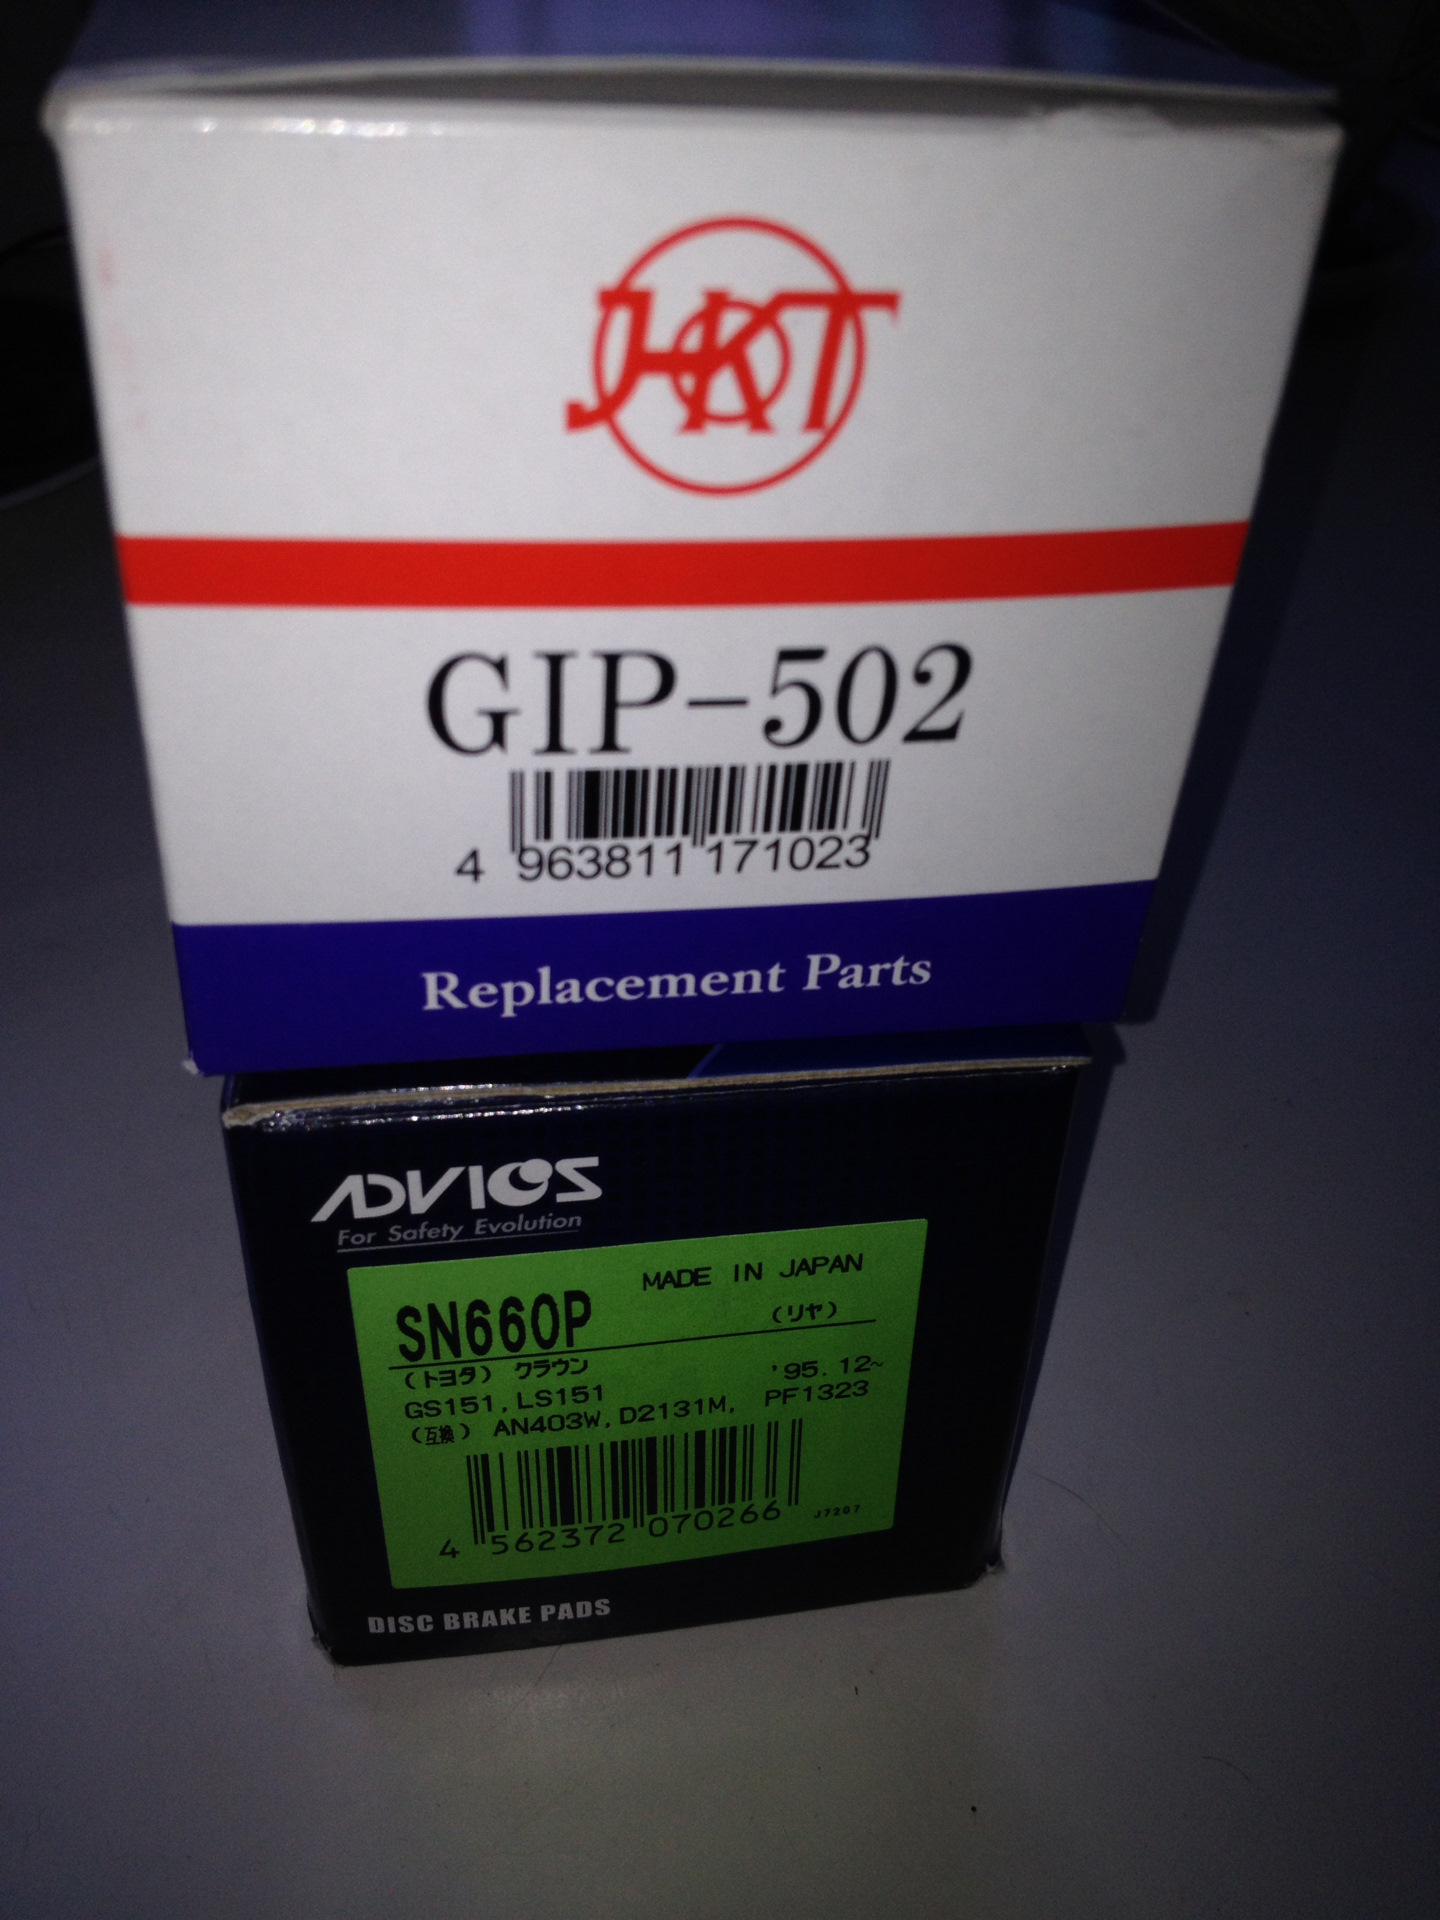 JHKT
GIP-502
4 963811 171023
Replacement Parts
ADVICS
For Safety Evolution
MADE IN JAPAN
SN660P
(リヤ)
(トヨタ) クラウン '95.12~
GS151,LS151
(互換) AN403W,D2131M, PF1323
4 562372 070266
J7207
DISC BRAKE PADS